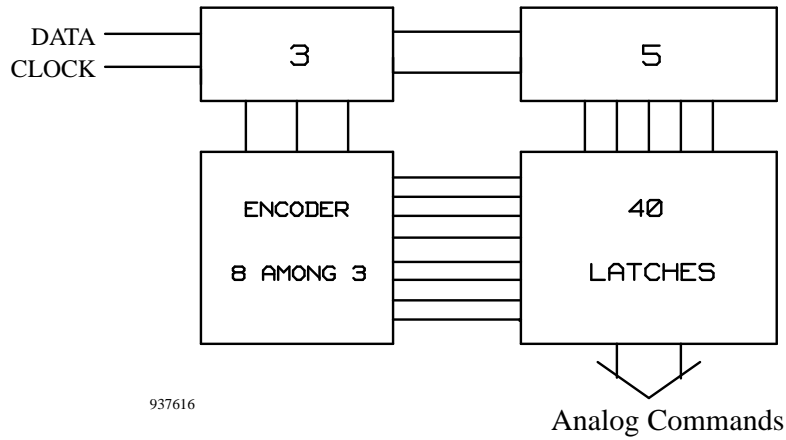 DATA
CLOCK
3
5
ENCODER
8 AMONG 3
40
LATCHES
937616
Analog Commands